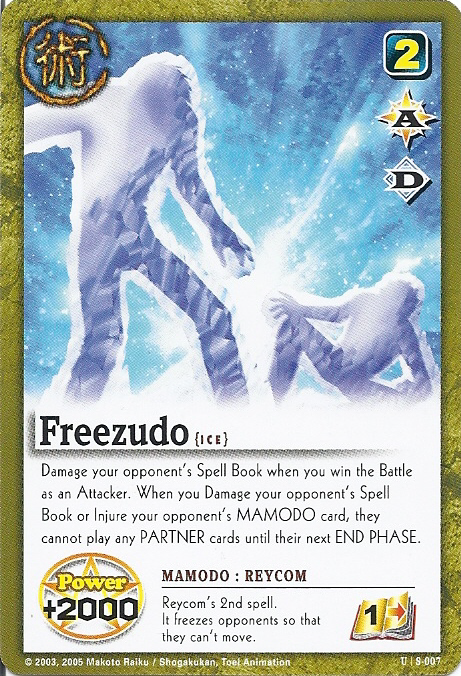 術
2
A
D
Freezudo {ICE}
Damage your opponent's Spell Book when you win the Battle
as an Attacker. When you Damage your opponent's Spell
Book or Injure your opponent's MAMODO card, they
cannot play any PARTNER cards until their next END PHASE.
Power
+2000
MAMODO : REYCOM
Reycom's 2nd spell.
It freezes opponents so that
they can't move.
1
© 2003, 2005 Makoto Raiku / Shogakukan, Toei Animation
U | S-007